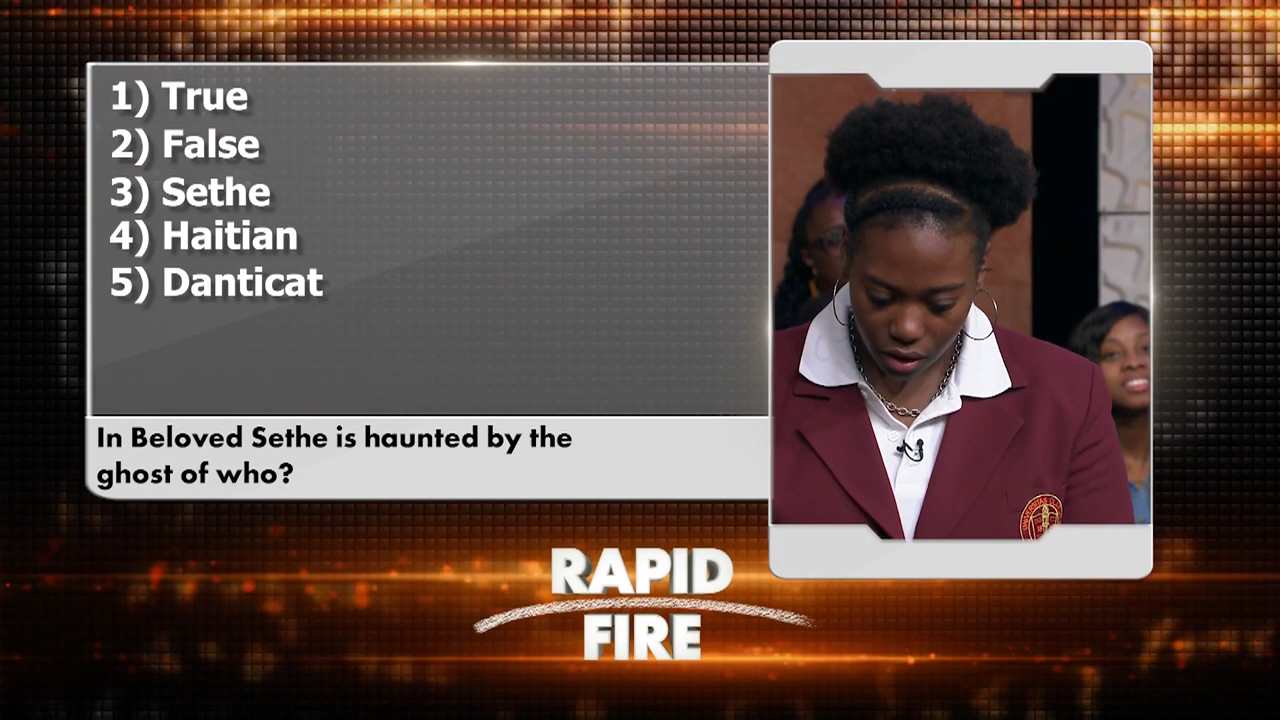 1) True
2) False
3) Sethe
4) Haitian
5) Danticat
In Beloved Sethe is haunted by the
ghost of who?
RAPID
FIRE